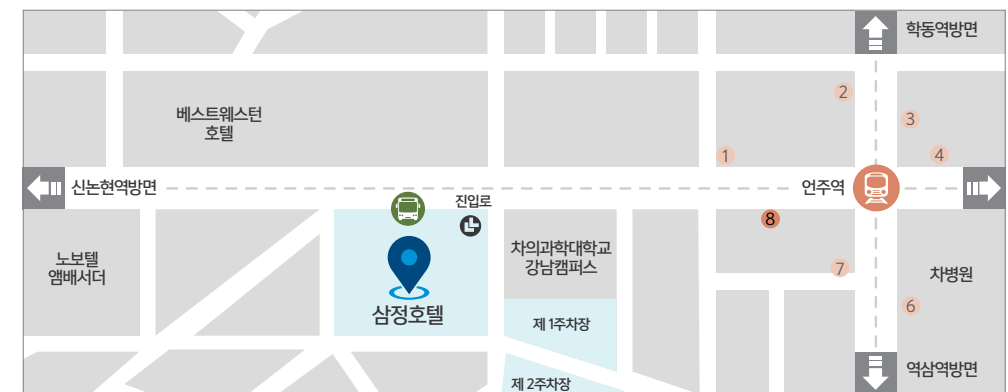 학동역방면
2
3
베스트웨스턴
호텔
1
4
신논현역방면
언주역
진입로
8
차의과학대학교
강남캠퍼스
노보텔
앰배서더
7
차병원
삼정호텔
6
제 1주차장
역삼역방면
제 2주차장